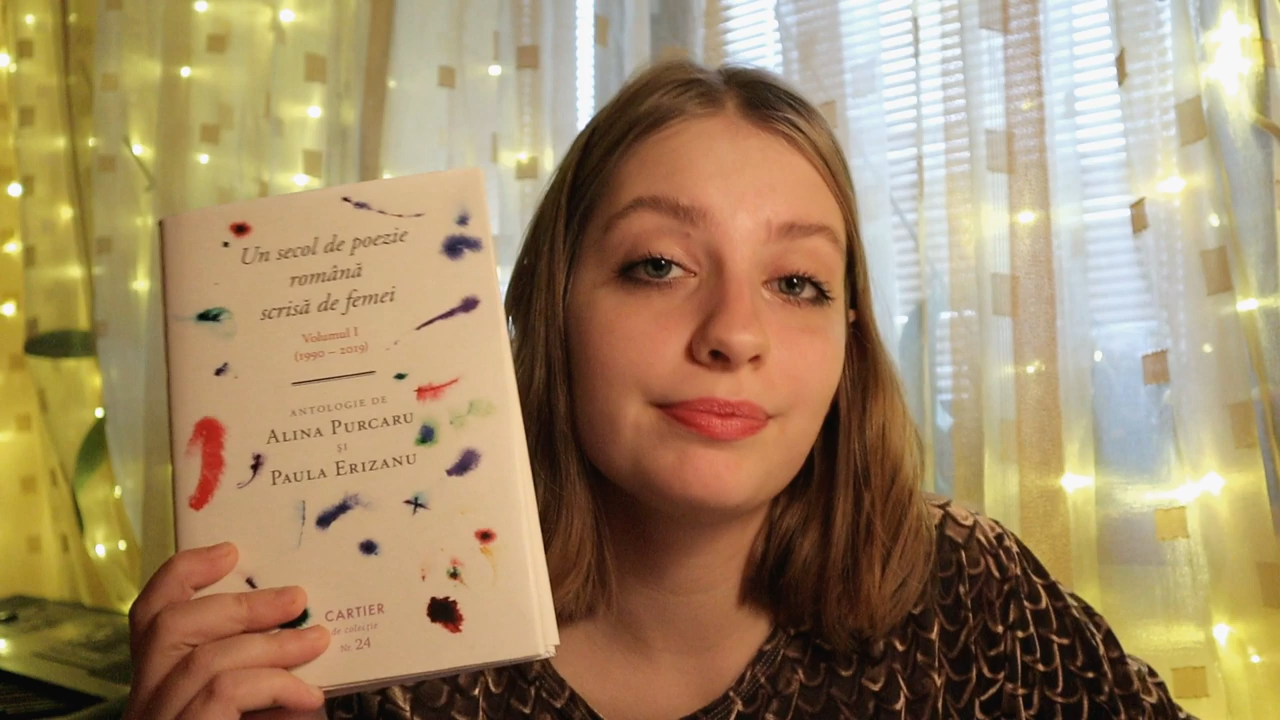 Un secol de poezie
română
scrisă de femei
Volumul I
(1990 – 2019)
ANTOLOGIE DE
ALINA PURCARU
ȘI
PAULA ERIZANU
CARTIER
de colecție
Nr. 24